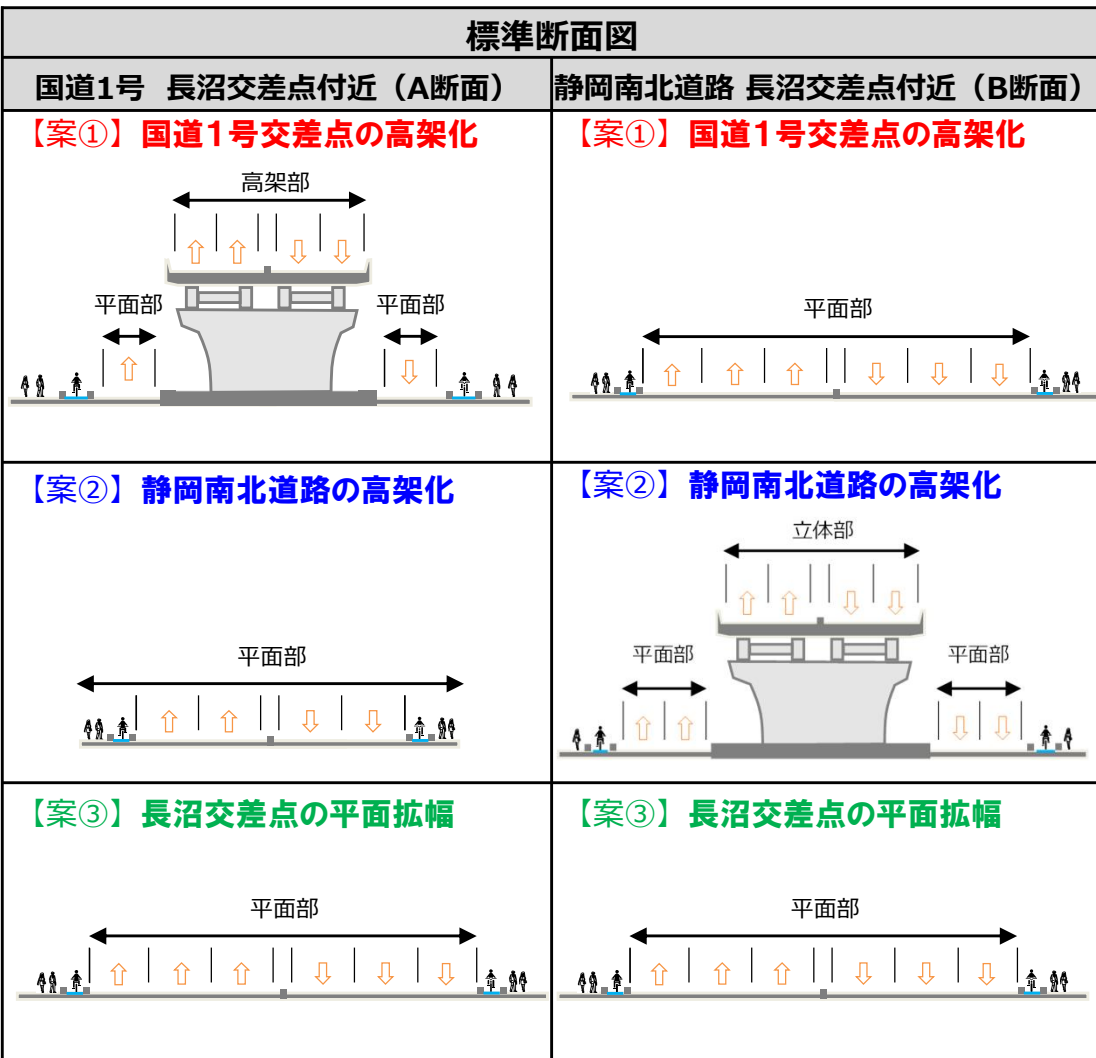 標準断面図
国道1号 長沼交差点付近（A断面）
静岡南北道路 長沼交差点付近（B断面）
【案①】国道1号交差点の高架化
高架部
平面部
平面部
【案①】国道1号交差点の高架化
平面部
【案②】静岡南北道路の高架化
平面部
【案②】静岡南北道路の高架化
立体部
平面部
平面部
【案③】長沼交差点の平面拡幅
平面部
【案③】長沼交差点の平面拡幅
平面部